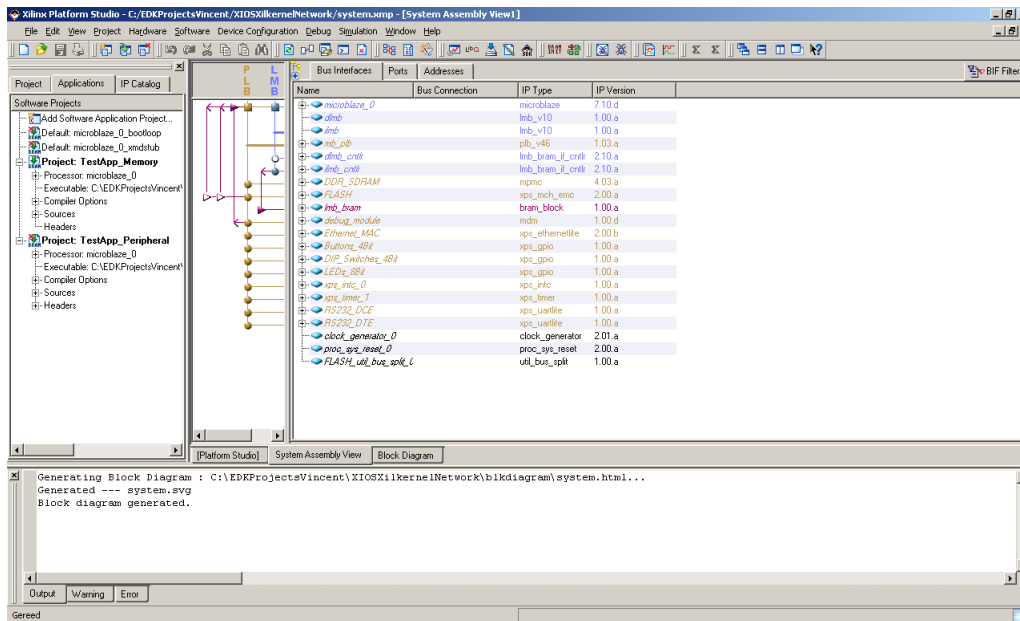 Xilinx Platform Studio - C:/EDKProjectsVincent/XIOSXilkernelNetwork/system.xmp - [System Assembly View1]
File Edit View Project Hardware Software Device Configuration Debug Simulation Window Help
Project Applications IP Catalog
Software Projects
Add Software Application Project...
Default: microblaze_0_bootloop
Default: microblaze_0_xmdstub
Project: TestApp_Memory
Processor: microblaze_0
Executable: C:\EDKProjectsVincent\
Compiler Options
Sources
Headers
Project: TestApp_Peripheral
Processor: microblaze_0
Executable: C:\EDKProjectsVincent\
Compiler Options
Sources
Headers
PLB LMB
Bus Interfaces Ports Addresses BIF Filter
Name Bus Connection IP Type IP Version
microblaze_0 microblaze 7.10.d
dlmb lmb_v10 1.00.a
ilmb lmb_v10 1.00.a
mb_plb plb_v46 1.03.a
dlmb_cntlr lmb_bram_if_cntlr 2.10.a
ilmb_cntlr lmb_bram_if_cntlr 2.10.a
DDR_SDRAM mpmc 4.03.a
FLASH xps_mch_emc 2.00.a
lmb_bram bram_block 1.00.a
debug_module mdm 1.00.d
Ethernet_MAC xps_ethernetlite 2.00.b
Buttons_4Bit xps_gpio 1.00.a
DIP_Switches_4Bit xps_gpio 1.00.a
LEDs_8Bit xps_gpio 1.00.a
xps_intc_0 xps_intc 1.00.a
xps_timer_1 xps_timer 1.00.a
RS232_DCE xps_uartlite 1.00.a
RS232_DTE xps_uartlite 1.00.a
clock_generator_0 clock_generator 2.01.a
proc_sys_reset_0 proc_sys_reset 2.00.a
FLASH_util_bus_split_0 util_bus_split 1.00.a
[Platform Studio] System Assembly View Block Diagram
Generating Block Diagram : C:\EDKProjectsVincent\XIOSXilkernelNetwork\blkdiagram\system.html...
Generated --- system.svg
Block diagram generated.
Output Warning Error
Gereed